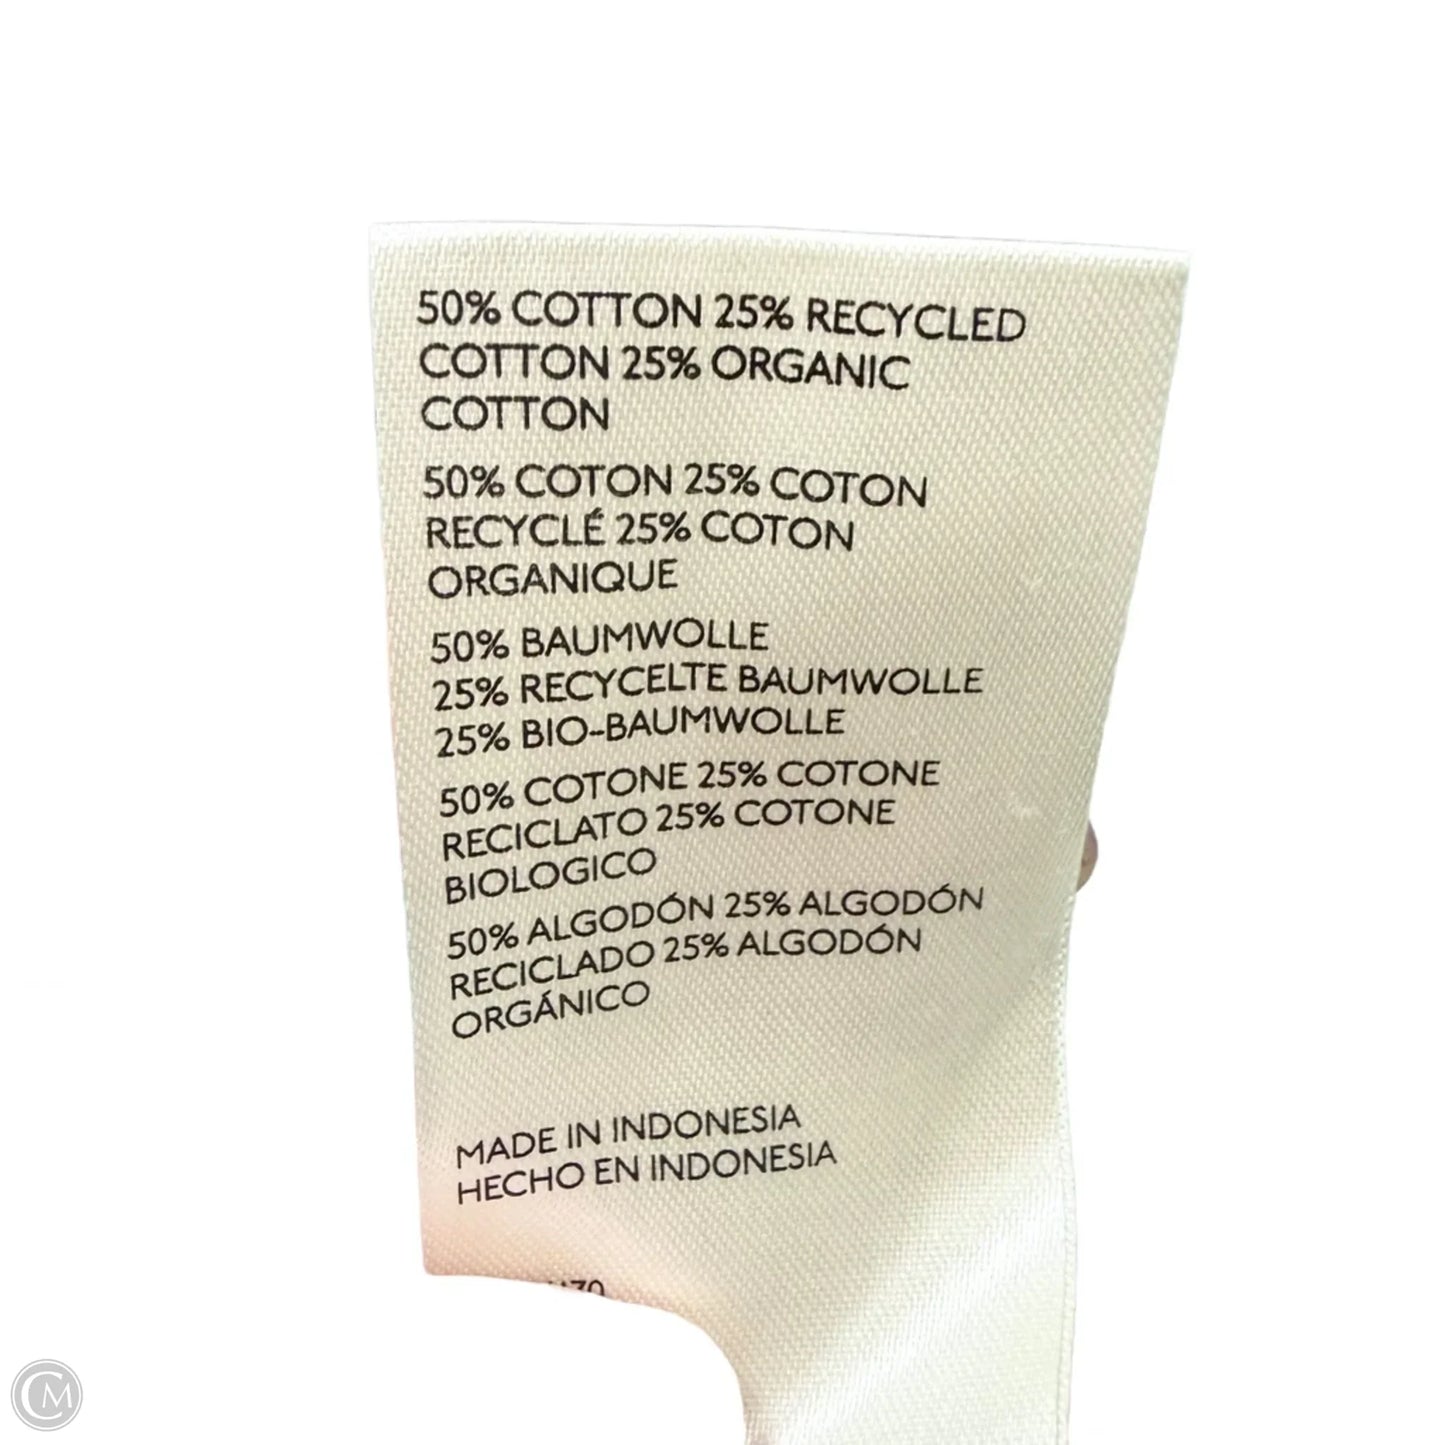 50% COTTON 25% RECYCLED
COTTON 25% ORGANIC
COTTON
50% COTON 25% COTON
RECYCLÉ 25% COTON
ORGANIQUE
50% BAUMWOLLE
25% RECYCELTE BAUMWOLLE
25% BIO-BAUMWOLLE
50% COTONE 25% COTONE
RECICLATO 25% COTONE
BIOLOGICO
50% ALGODÓN 25% ALGODÓN
RECICLADO 25% ALGODÓN
ORGÁNICO
MADE IN INDONESIA
HECHO EN INDONESIA
CM